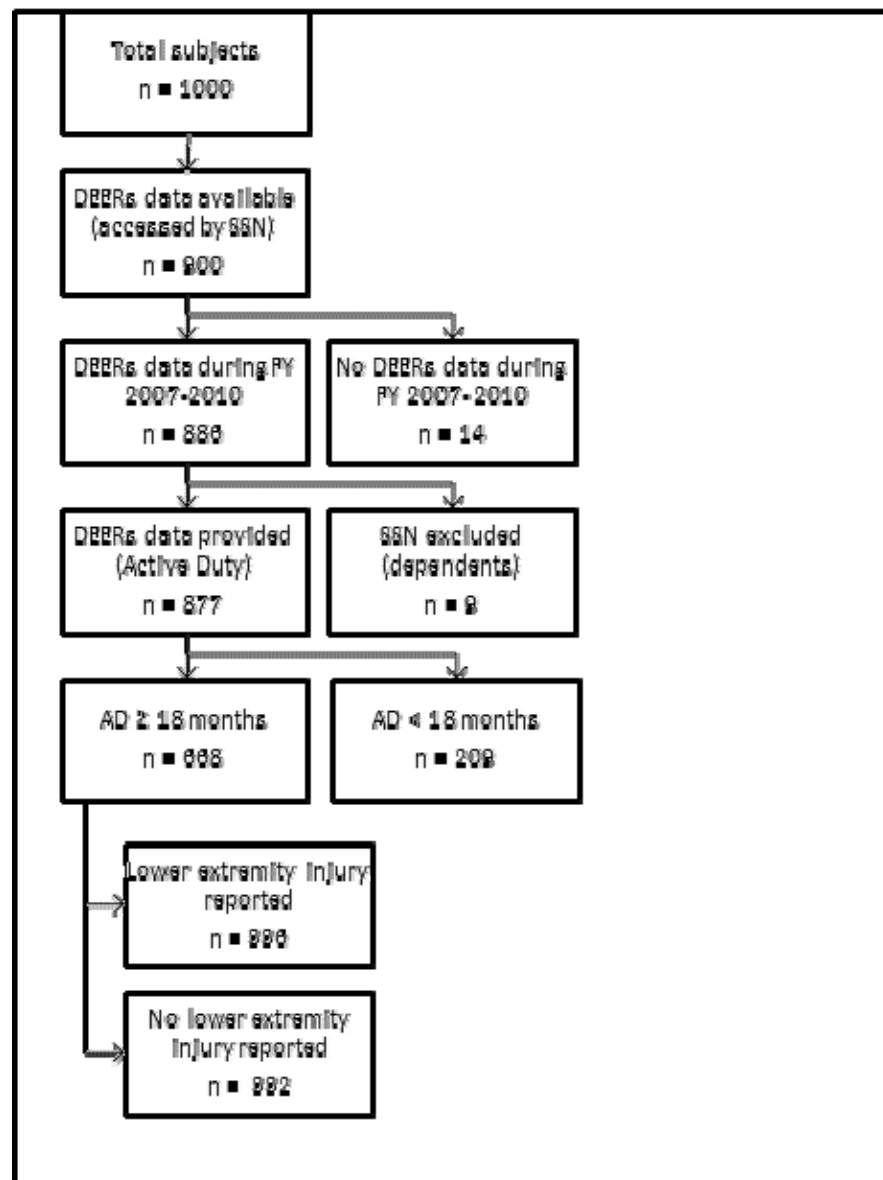 Total subjects
n = 1000
DEERs data available
(accessed by SSN)
n = 900
DEERs data during FY
2007-2010
n = 886
No DEERs data during
FY 2007-2010
n = 14
DEERs data provided
(Active Duty)
n = 877
SSN excluded
(dependents)
n = 9
AD ≥ 18 months
n = 668
AD < 18 months
n = 209
Lower extremity injury
reported
n = 336
No lower extremity
injury reported
n = 332